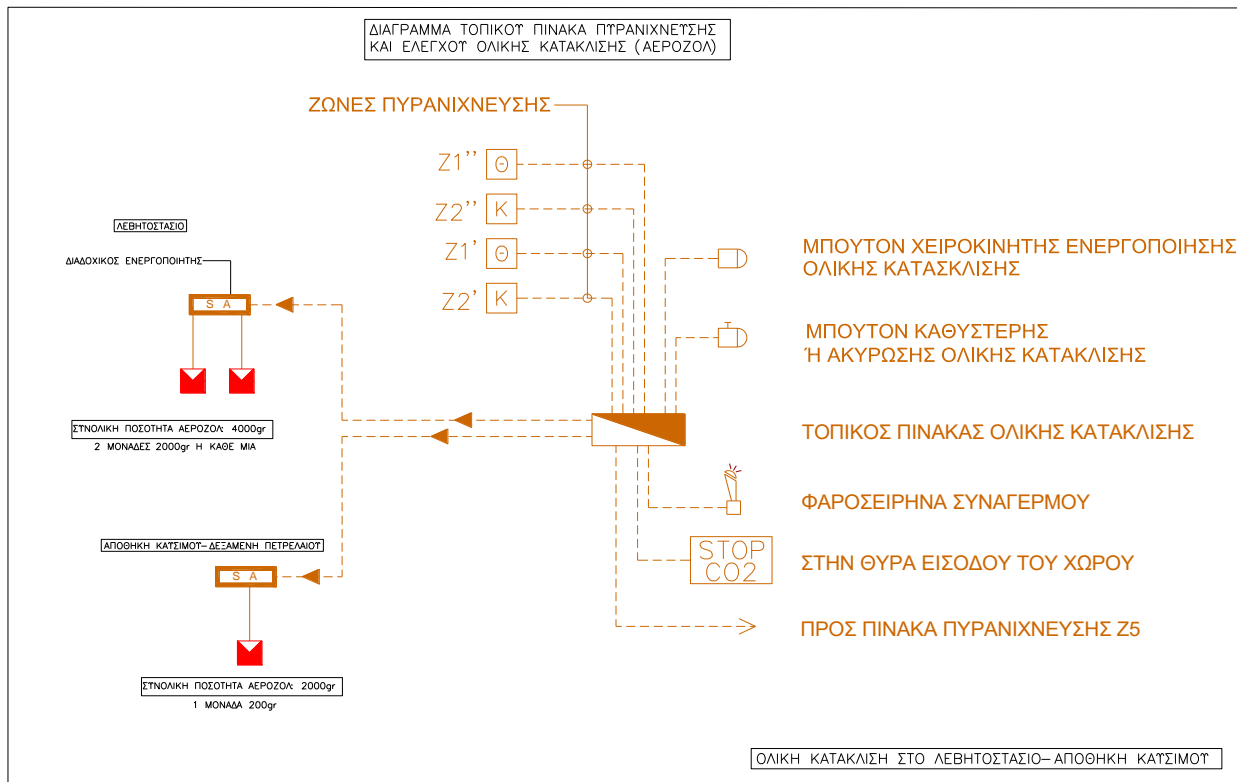 ΔΙΑΓΡΑΜΜΑ ΤΟΠΙΚΟΥ ΠΙΝΑΚΑ ΠΥΡΑΝΙΧΝΕΥΣΗΣ
ΚΑΙ ΕΛΕΓΧΟΥ ΟΛΙΚΗΣ ΚΑΤΑΚΛΙΣΗΣ (ΑΕΡΟΖΟΛ)
ΖΩΝΕΣ ΠΥΡΑΝΙΧΝΕΥΣΗΣ
Z1'' Θ
Z2'' K
Z1' Θ
Z2' K
ΛΕΒΗΤΟΣΤΑΣΙΟ
ΔΙΑΔΟΧΙΚΟΣ ΕΝΕΡΓΟΠΟΙΗΤΗΣ
S A
ΣΥΝΟΛΙΚΗ ΠΟΣΟΤΗΤΑ ΑΕΡΟΖΟΛ: 4000gr
2 ΜΟΝΑΔΕΣ 2000gr Η ΚΑΘΕ ΜΙΑ
ΑΠΟΘΗΚΗ ΚΑΥΣΙΜΟΥ-ΔΕΞΑΜΕΝΗ ΠΕΤΡΕΛΑΙΟΥ
S A
ΣΥΝΟΛΙΚΗ ΠΟΣΟΤΗΤΑ ΑΕΡΟΖΟΛ: 2000gr
1 ΜΟΝΑΔΑ 200gr
ΜΠΟΥΤΟΝ ΧΕΙΡΟΚΙΝΗΤΗΣ ΕΝΕΡΓΟΠΟΙΗΣΗΣ
ΟΛΙΚΗΣ ΚΑΤΑΣΚΛΙΣΗΣ
ΜΠΟΥΤΟΝ ΚΑΘΥΣΤΕΡΗΣ
Ή ΑΚΥΡΩΣΗΣ ΟΛΙΚΗΣ ΚΑΤΑΚΛΙΣΗΣ
ΤΟΠΙΚΟΣ ΠΙΝΑΚΑΣ ΟΛΙΚΗΣ ΚΑΤΑΚΛΙΣΗΣ
ΦΑΡΟΣΕΙΡΗΝΑ ΣΥΝΑΓΕΡΜΟΥ
STOP
CO2
ΣΤΗΝ ΘΥΡΑ ΕΙΣΟΔΟΥ ΤΟΥ ΧΩΡΟΥ
ΠΡΟΣ ΠΙΝΑΚΑ ΠΥΡΑΝΙΧΝΕΥΣΗΣ Ζ5
ΟΛΙΚΗ ΚΑΤΑΚΛΙΣΗ ΣΤΟ ΛΕΒΗΤΟΣΤΑΣΙΟ-ΑΠΟΘΗΚΗ ΚΑΥΣΙΜΟΥ